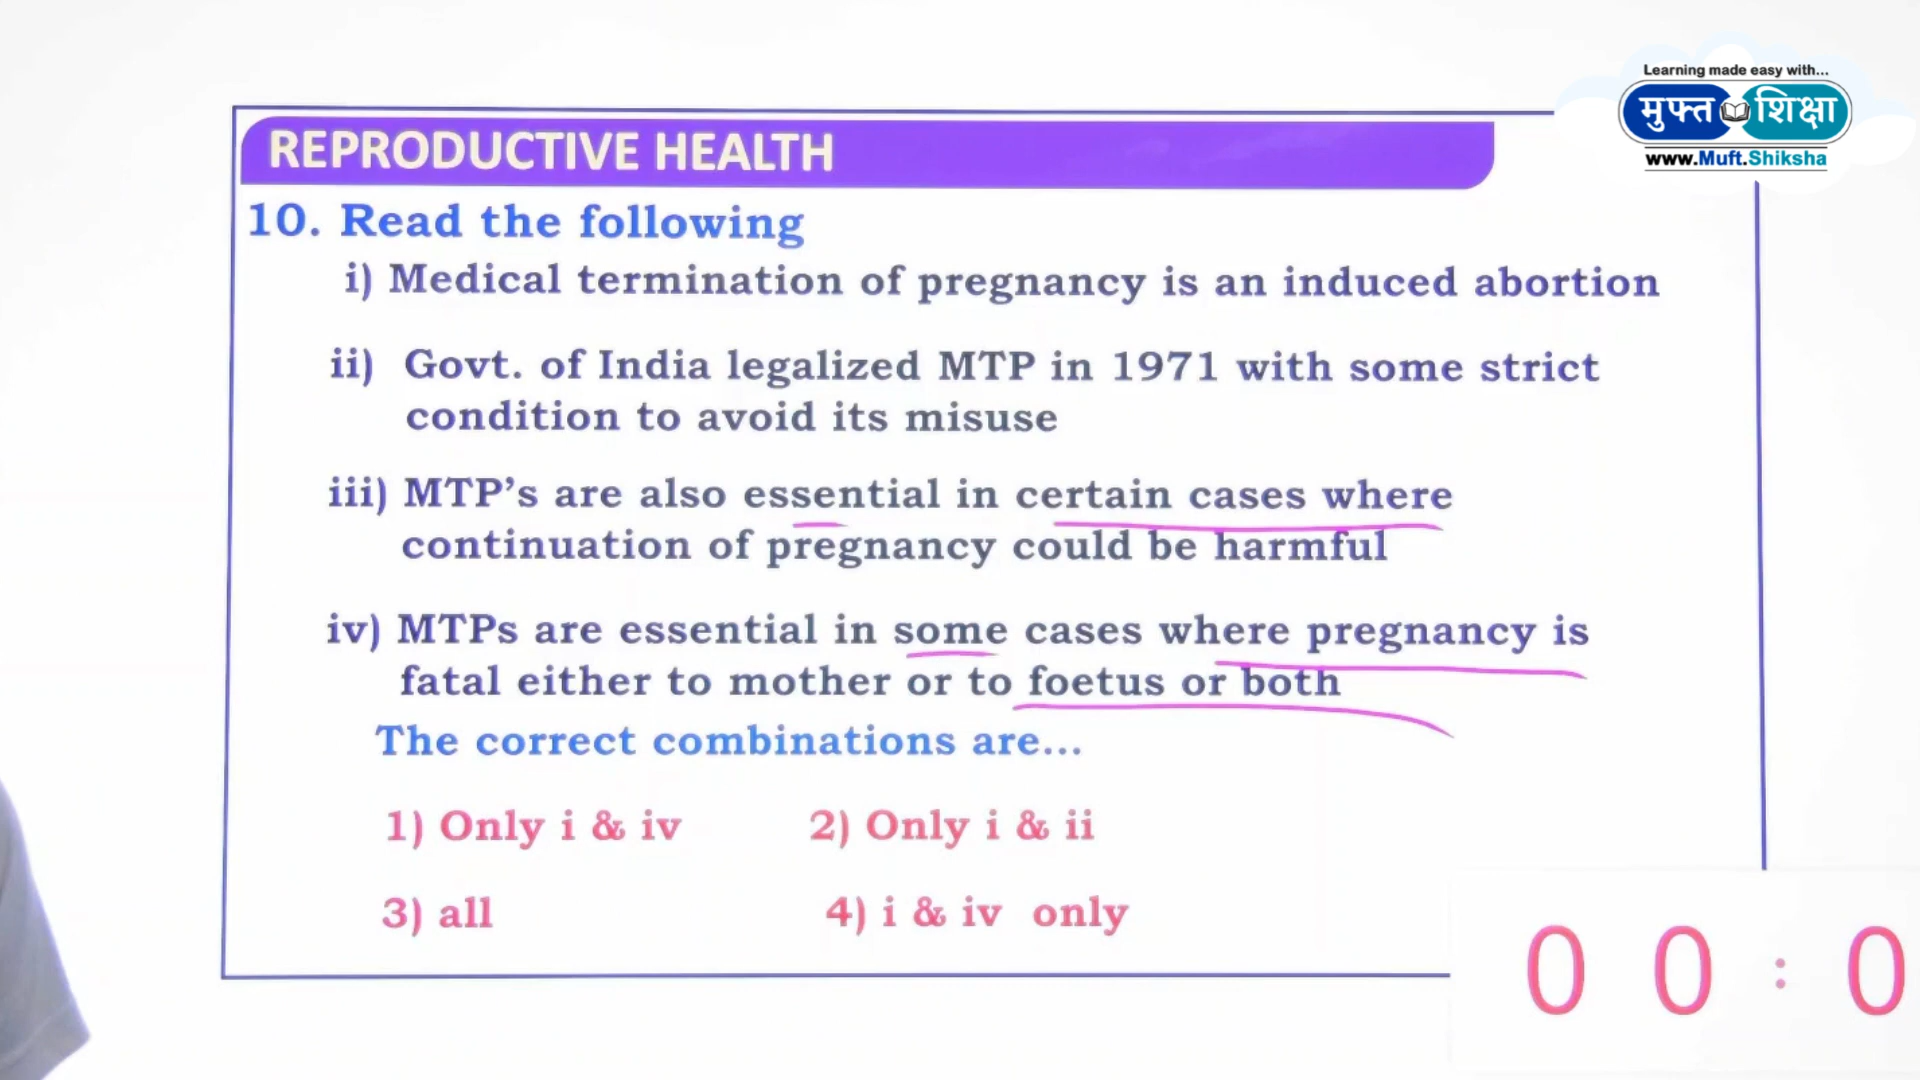 Learning made easy with...
मुफ्त शिक्षा
www.Muft.Shiksha
REPRODUCTIVE HEALTH
10. Read the following
i) Medical termination of pregnancy is an induced abortion
ii) Govt. of India legalized MTP in 1971 with some strict
condition to avoid its misuse
iii) MTP's are also essential in certain cases where
continuation of pregnancy could be harmful
iv) MTPs are essential in some cases where pregnancy is
fatal either to mother or to foetus or both
The correct combinations are...
1) Only i & iv 2) Only i & ii
3) all 4) i & iv only
00:0